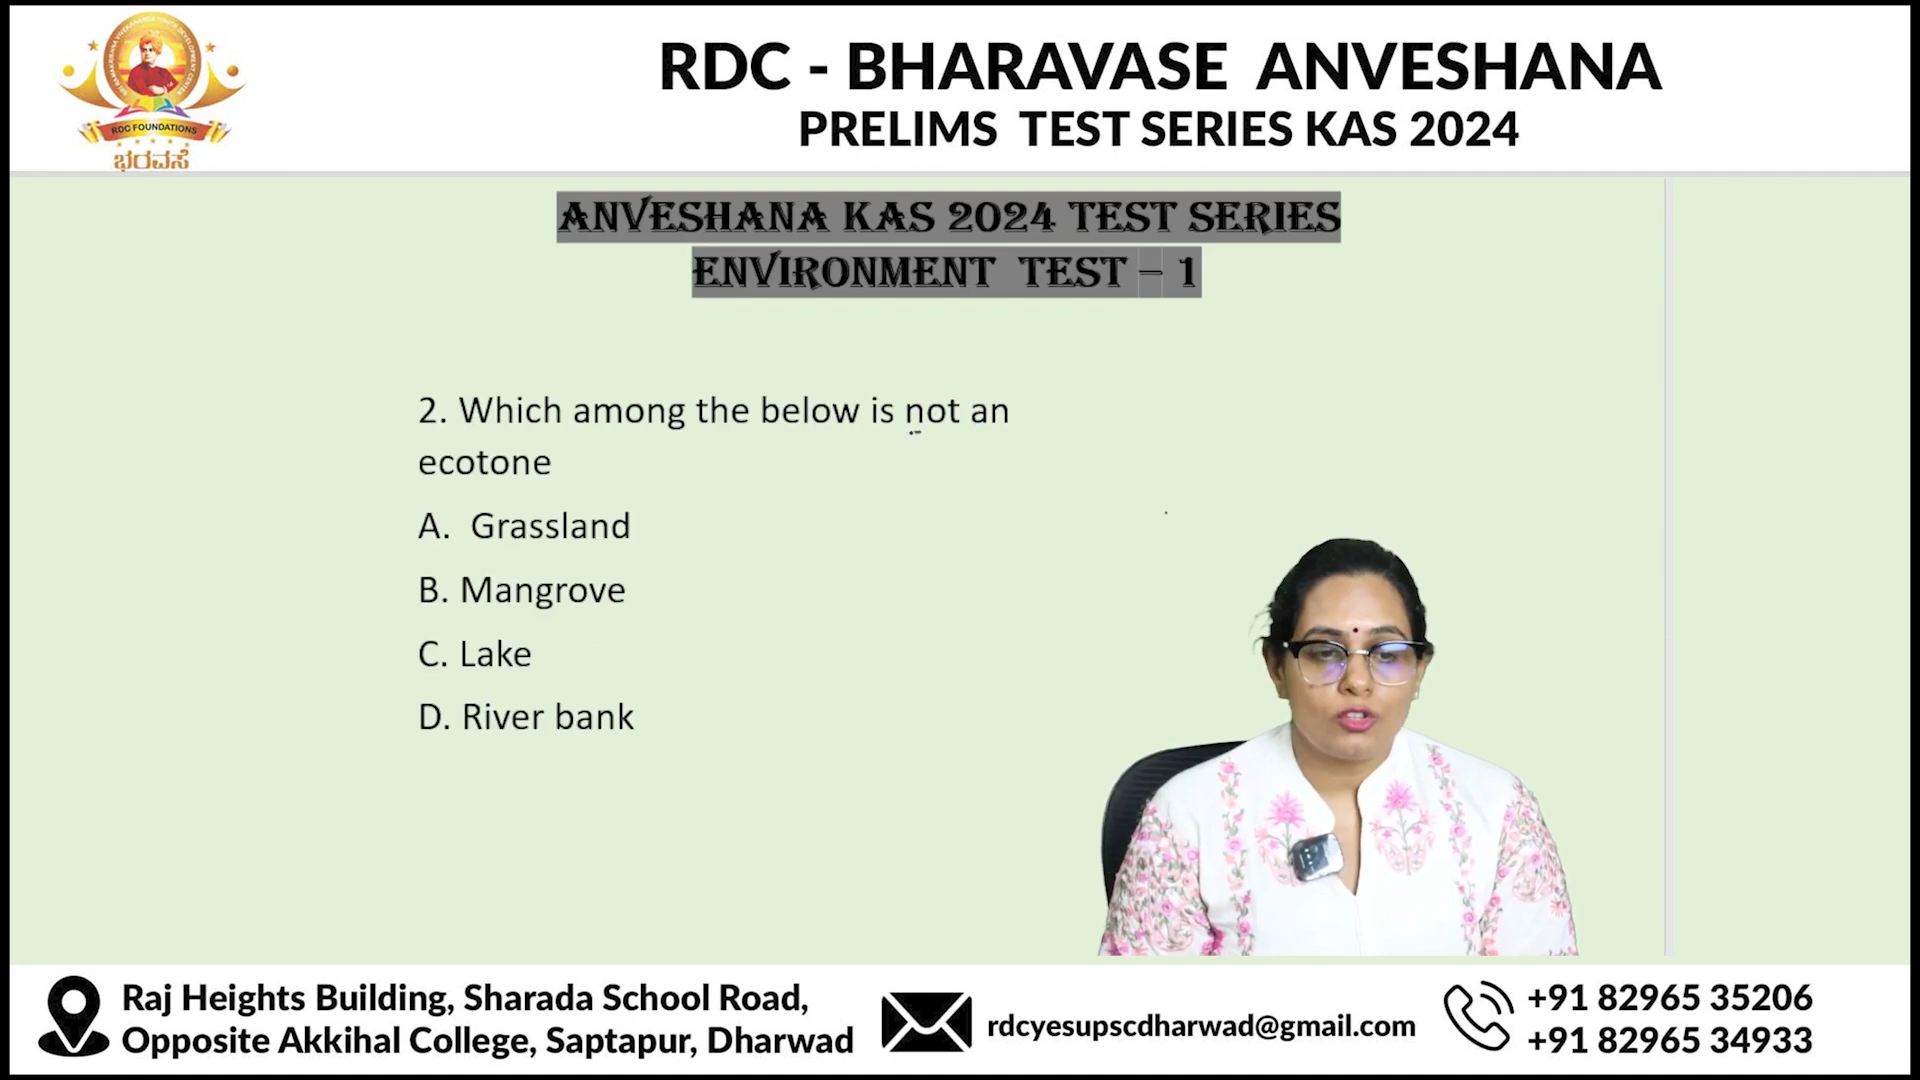 RDC FOUNDATIONS
ಭರವಸೆ
RDC - BHARAVASE ANVESHANA
PRELIMS TEST SERIES KAS 2024
ANVESHANA KAS 2024 TEST SERIES
ENVIRONMENT TEST – 1
2. Which among the below is not an
ecotone
A. Grassland
B. Mangrove
C. Lake
D. River bank
Raj Heights Building, Sharada School Road,
Opposite Akkihal College, Saptapur, Dharwad
rdcyesupscdharwad@gmail.com
+91 82965 35206
+91 82965 34933